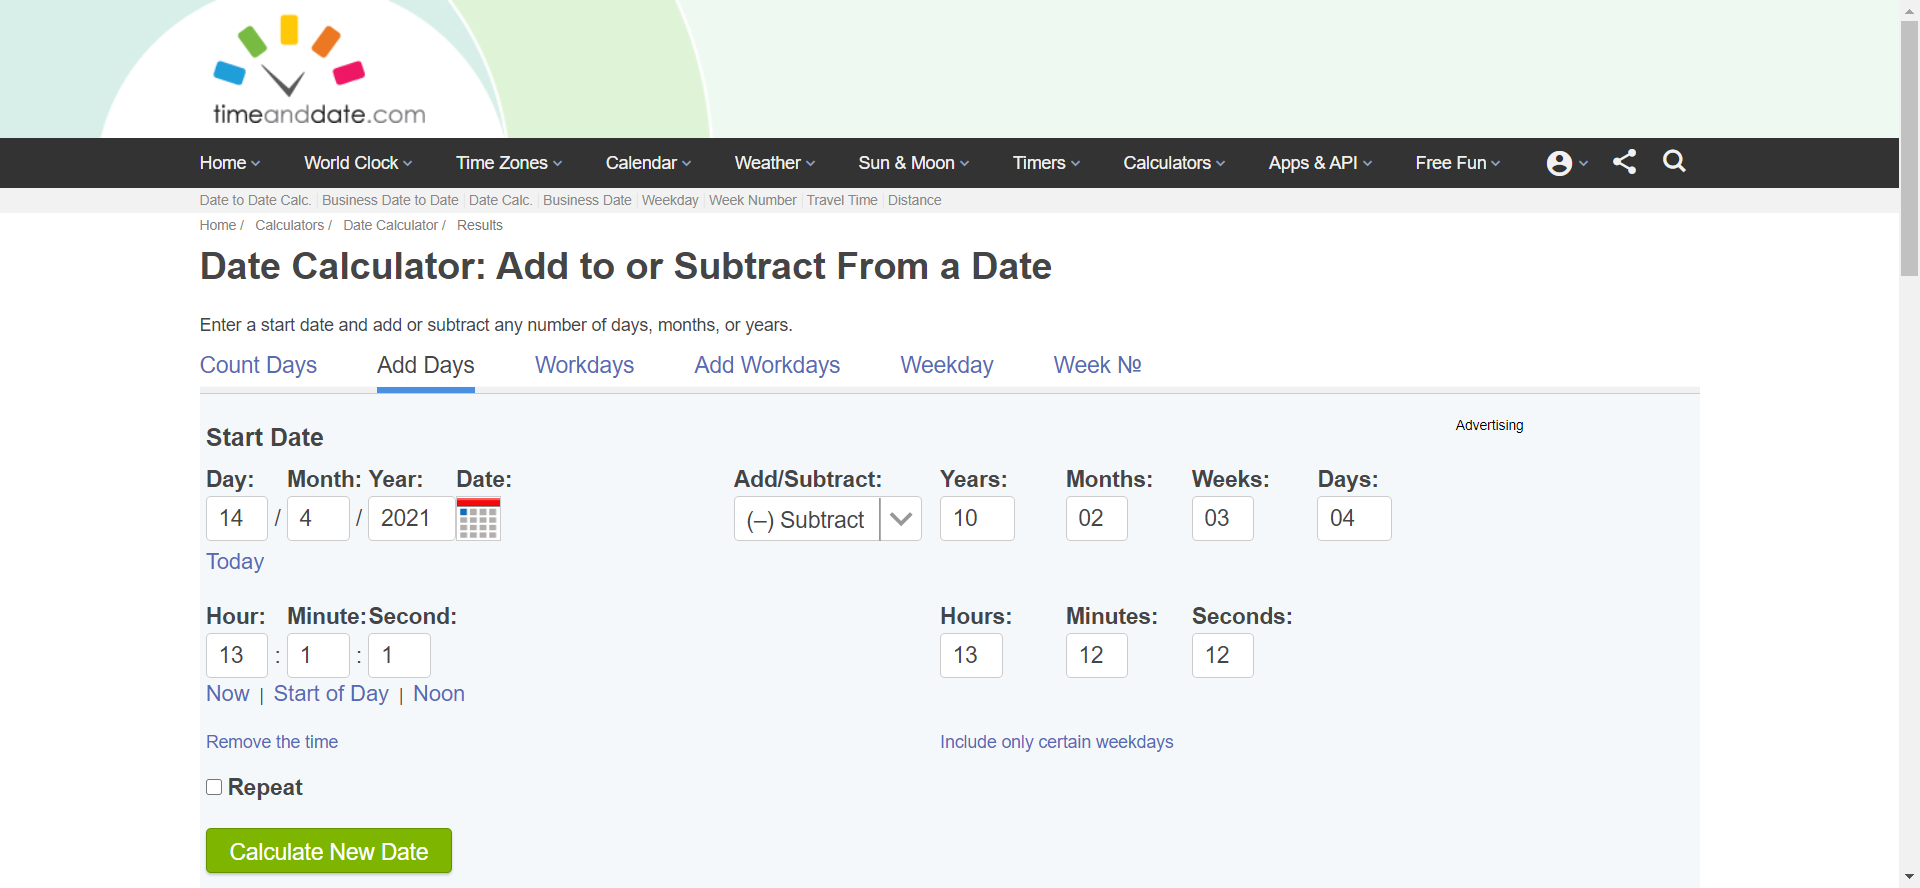 timeanddate.com
Home World Clock Time Zones Calendar Weather Sun & Moon Timers Calculators Apps & API Free Fun
Date to Date Calc. Business Date to Date Date Calc. Business Date Weekday Week Number Travel Time Distance
Home / Calculators / Date Calculator / Results
Date Calculator: Add to or Subtract From a Date
Enter a start date and add or subtract any number of days, months, or years.
Count Days Add Days Workdays Add Workdays Weekday Week №
Advertising
Start Date
Day: Month: Year: Date: Add/Subtract: Years: Months: Weeks: Days:
14 / 4 / 2021 (–) Subtract 10 02 03 04
Today
Hour: Minute: Second: Hours: Minutes: Seconds:
13 : 1 : 1 13 12 12
Now | Start of Day | Noon
Remove the time Include only certain weekdays
Repeat
Calculate New Date